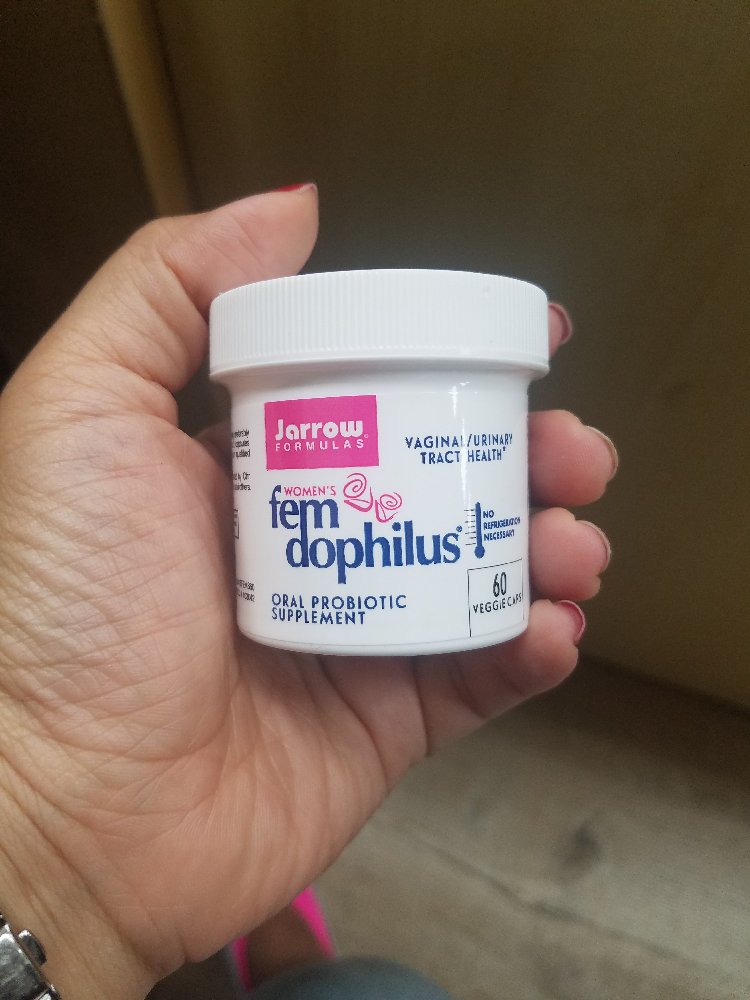 Jarrow
FORMULAS
VAGINAL/URINARY
TRACT HEALTH*
WOMEN'S
fem
dophilus®
NO
REFRIGERATION
NECESSARY
60
VEGGIE CAPS
ORAL PROBIOTIC
SUPPLEMENT